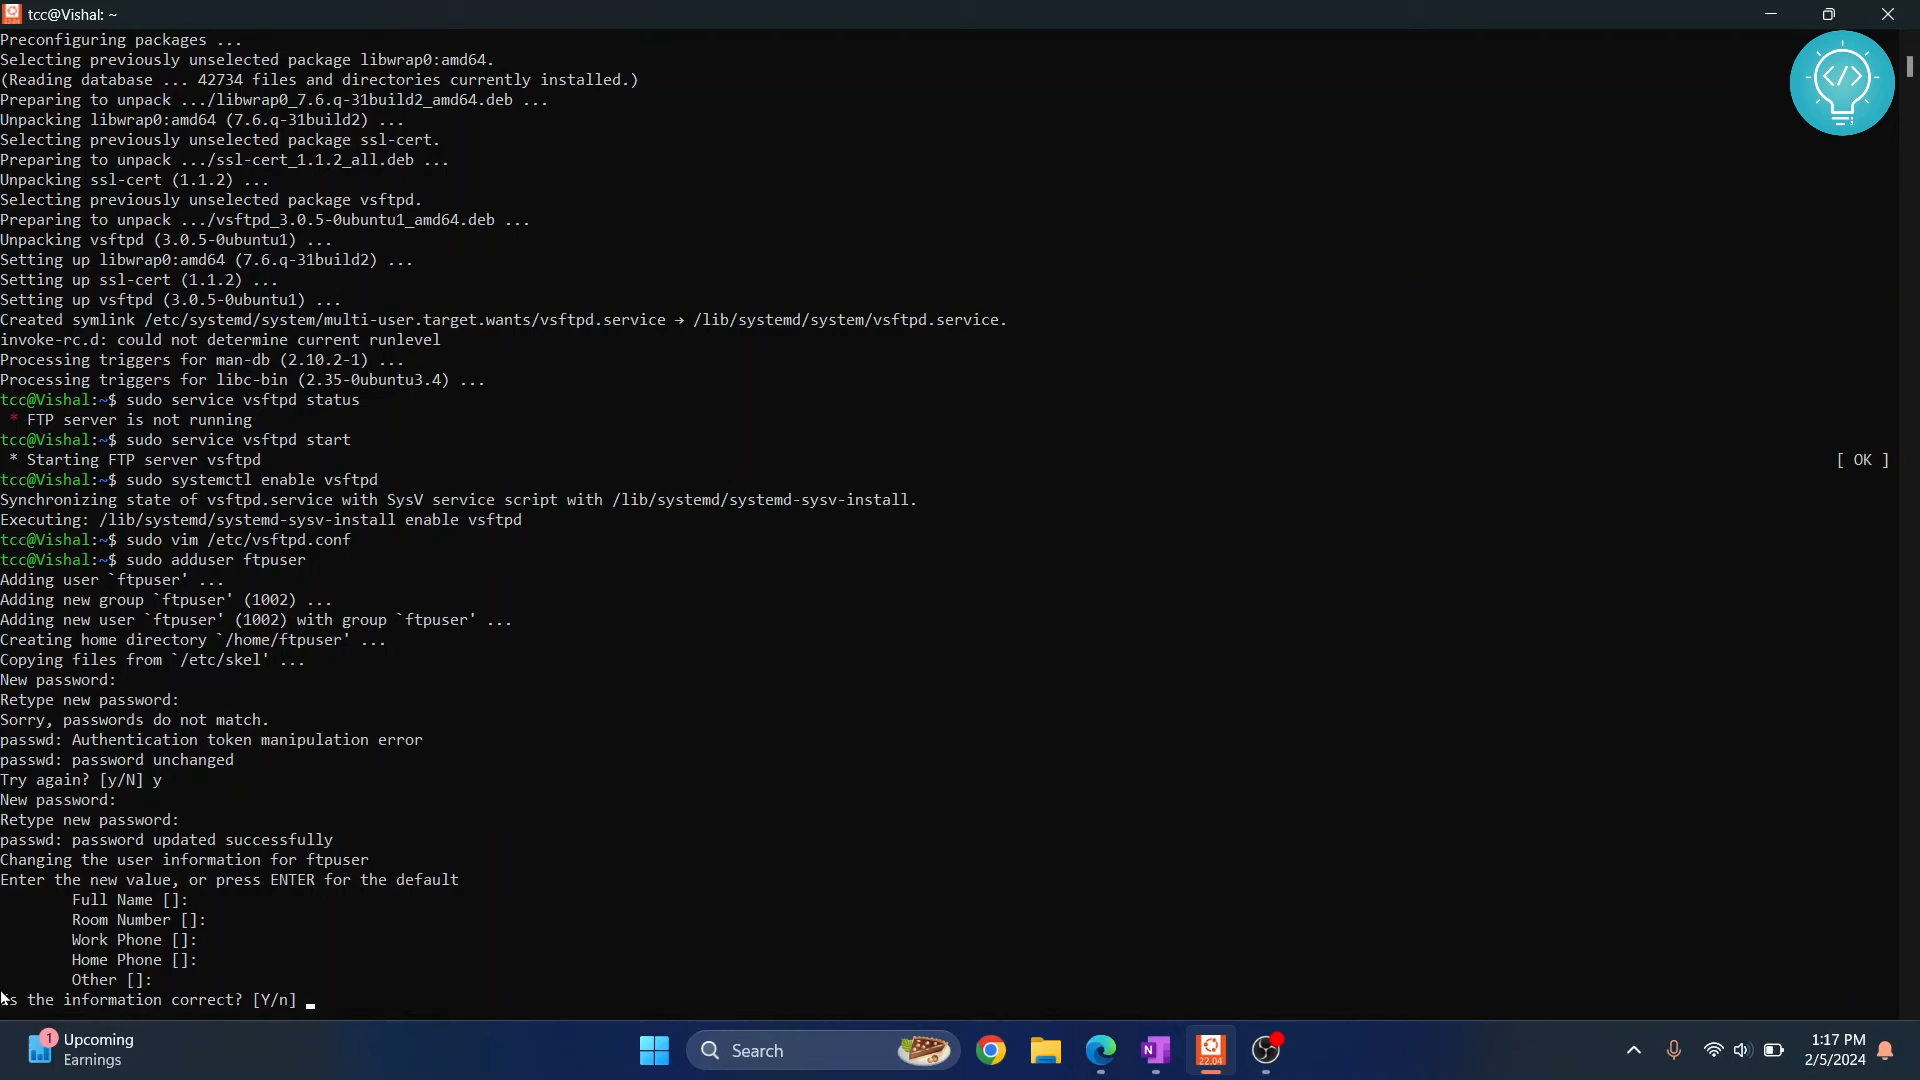 tcc@Vishal: ~
Preconfiguring packages ...
Selecting previously unselected package libwrap0:amd64.
(Reading database ... 42734 files and directories currently installed.)
Preparing to unpack .../libwrap0_7.6.q-31build2_amd64.deb ...
Unpacking libwrap0:amd64 (7.6.q-31build2) ...
Selecting previously unselected package ssl-cert.
Preparing to unpack .../ssl-cert_1.1.2_all.deb ...
Unpacking ssl-cert (1.1.2) ...
Selecting previously unselected package vsftpd.
Preparing to unpack .../vsftpd_3.0.5-0ubuntu1_amd64.deb ...
Unpacking vsftpd (3.0.5-0ubuntu1) ...
Setting up libwrap0:amd64 (7.6.q-31build2) ...
Setting up ssl-cert (1.1.2) ...
Setting up vsftpd (3.0.5-0ubuntu1) ...
Created symlink /etc/systemd/system/multi-user.target.wants/vsftpd.service → /lib/systemd/system/vsftpd.service.
invoke-rc.d: could not determine current runlevel
Processing triggers for man-db (2.10.2-1) ...
Processing triggers for libc-bin (2.35-0ubuntu3.4) ...
tcc@Vishal:~$ sudo service vsftpd status
* FTP server is not running
tcc@Vishal:~$ sudo service vsftpd start
* Starting FTP server vsftpd [ OK ]
tcc@Vishal:~$ sudo systemctl enable vsftpd
Synchronizing state of vsftpd.service with SysV service script with /lib/systemd/systemd-sysv-install.
Executing: /lib/systemd/systemd-sysv-install enable vsftpd
tcc@Vishal:~$ sudo vim /etc/vsftpd.conf
tcc@Vishal:~$ sudo adduser ftpuser
Adding user `ftpuser' ...
Adding new group `ftpuser' (1002) ...
Adding new user `ftpuser' (1002) with group `ftpuser' ...
Creating home directory `/home/ftpuser' ...
Copying files from `/etc/skel' ...
New password:
Retype new password:
Sorry, passwords do not match.
passwd: Authentication token manipulation error
passwd: password unchanged
Try again? [y/N] y
New password:
Retype new password:
passwd: password updated successfully
Changing the user information for ftpuser
Enter the new value, or press ENTER for the default
Full Name []:
Room Number []:
Work Phone []:
Home Phone []:
Other []:
Is the information correct? [Y/n]
1
Upcoming
Earnings
Search
22.04
1:17 PM
2/5/2024